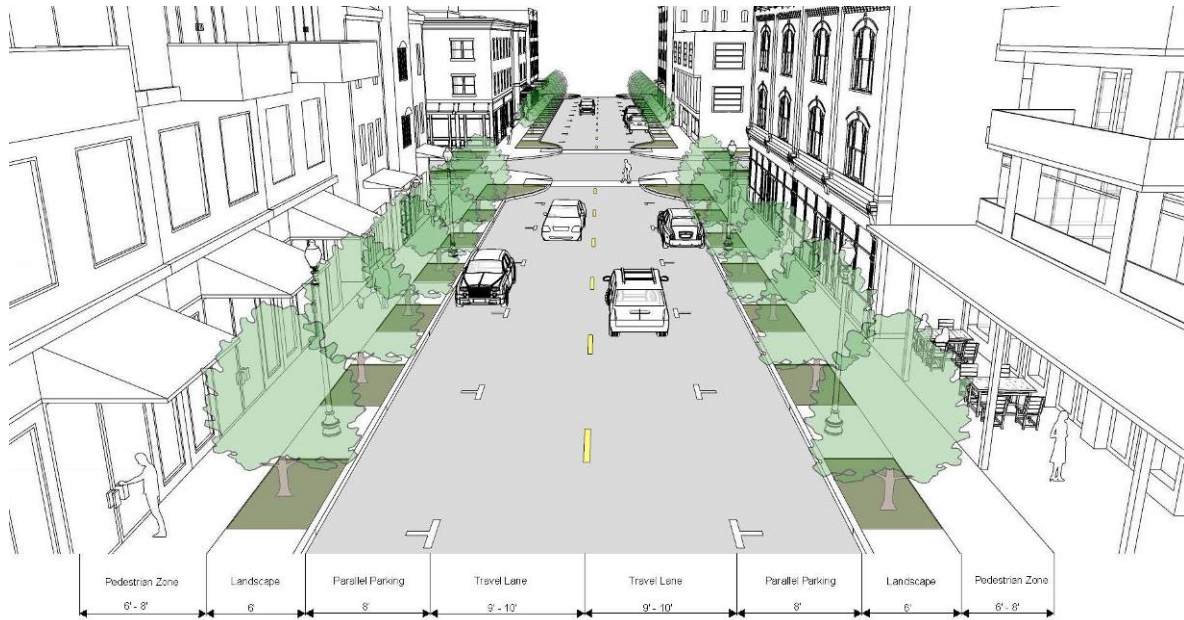 Pedestrian Zone Landscape Parallel Parking Travel Lane Travel Lane Parallel Parking Landscape Pedestrian Zone
6' - 8' 6' 8' 9' - 10' 9' - 10' 8' 6' 6' - 8'